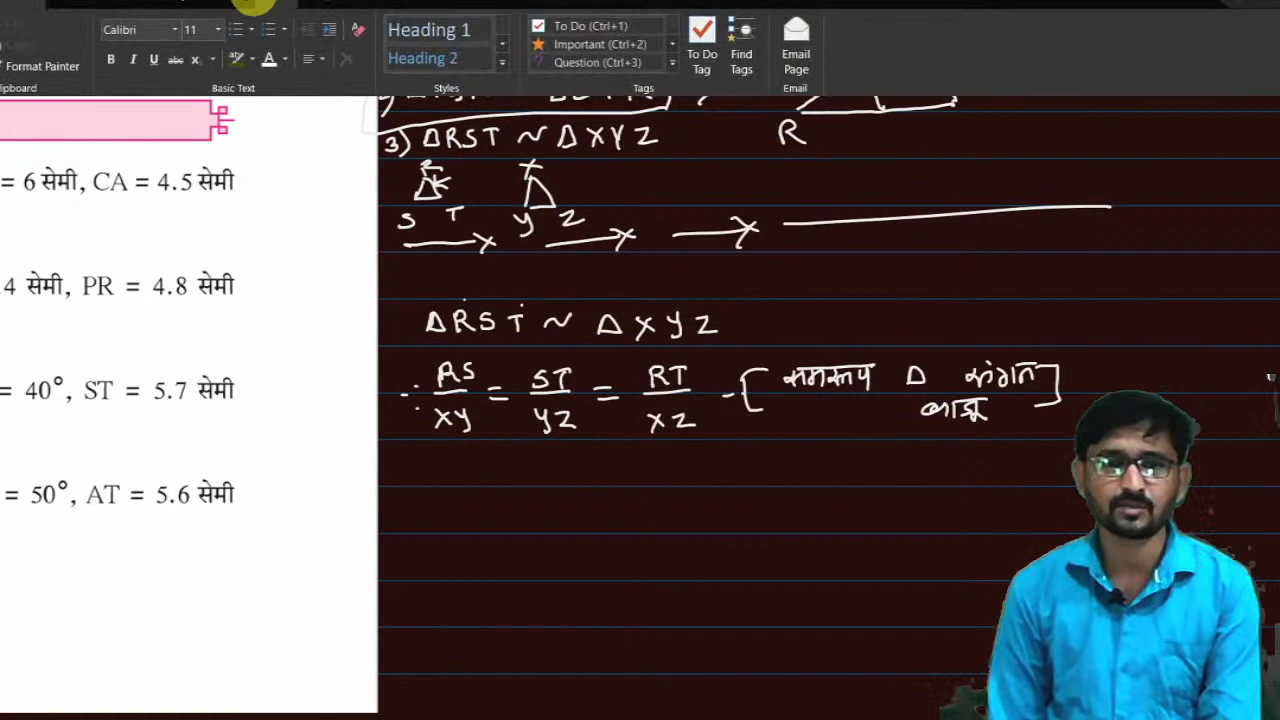 Calibri 11
Heading 1
Heading 2
To Do (Ctrl+1)
Important (Ctrl+2)
Question (Ctrl+3)
To Do Tag
Find Tags
Email Page
Format Painter
B I U abc x A
Basic Text
Styles
Tags
Email
= 6 सेमी, CA = 4.5 सेमी
.4 सेमी, PR = 4.8 सेमी
= 40°, ST = 5.7 सेमी
= 50°, AT = 5.6 सेमी
R
3) ΔRST ~ ΔXYZ
X
S T Y Z
ΔRST ~ ΔXYZ
∴ RS/XY = ST/YZ = RT/XZ - [समरूप Δ संगत
बाजू]